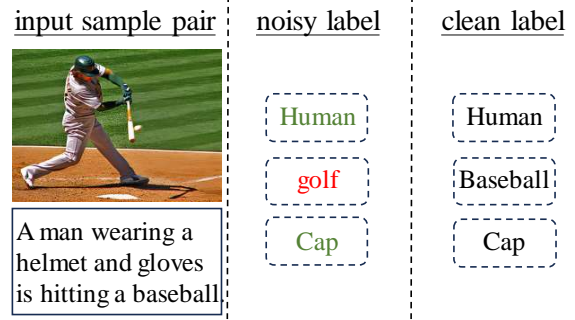 input sample pair
noisy label
clean label
Human
Human
golf
Baseball
Cap
Cap
A man wearing a
helmet and gloves
is hitting a baseball.